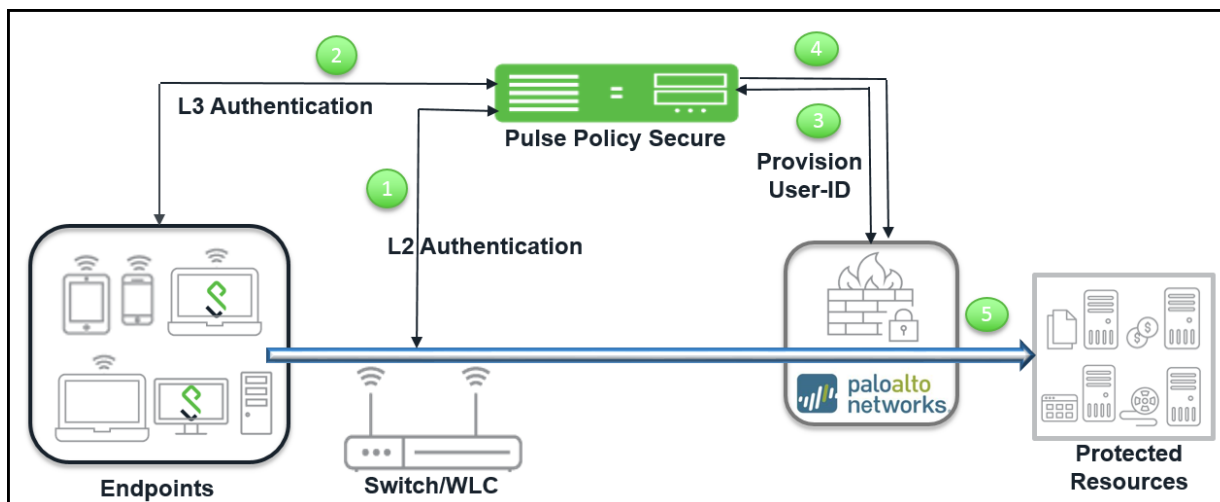 2
4
L3 Authentication
Pulse Policy Secure
3
Provision
User-ID
1
L2 Authentication
5
paloalto
networks
Endpoints
Switch/WLC
Protected
Resources